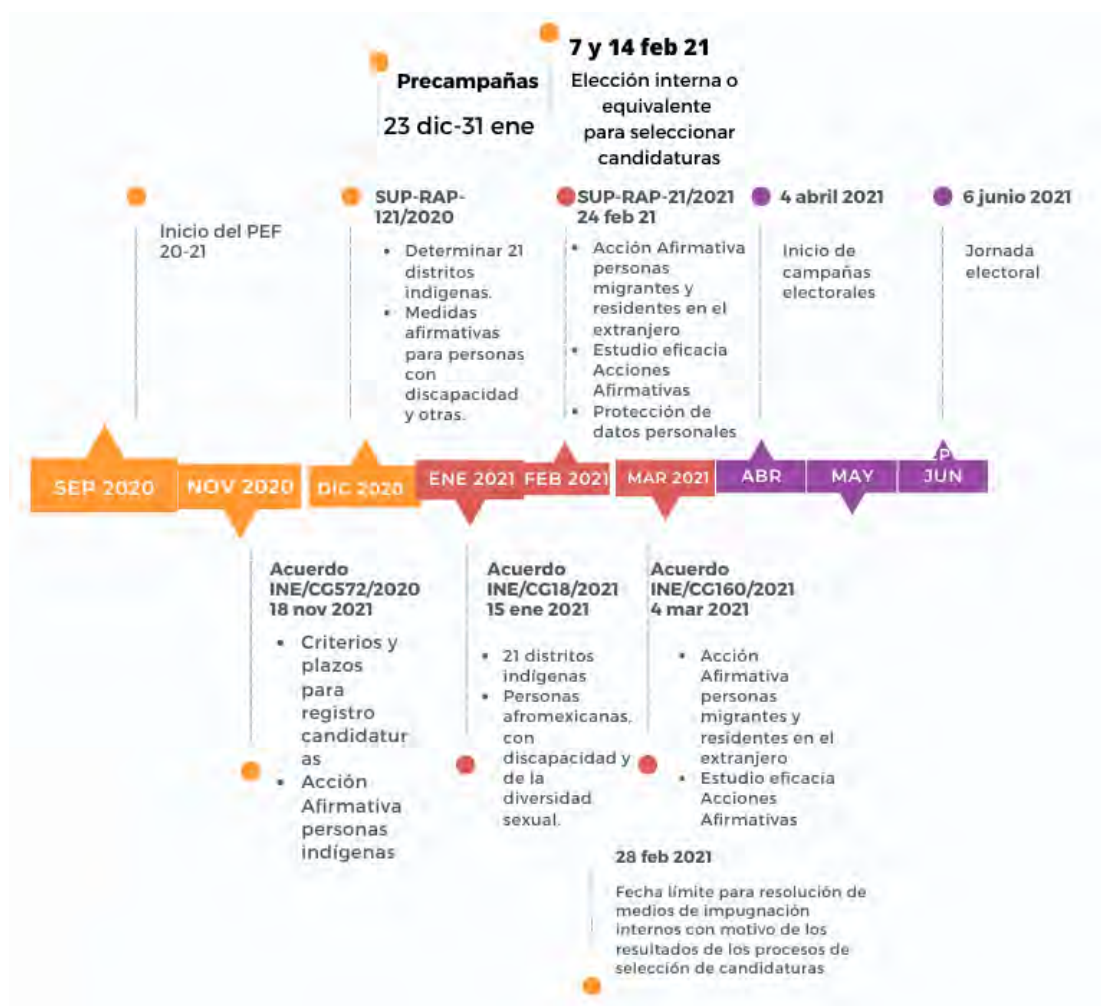 7 y 14 feb 21
Elección interna o
equivalente
para seleccionar
candidaturas
Precampañas
23 dic-31 ene
Inicio del PEF
20-21
SUP-RAP-
121/2020
• Determinar 21
distritos
indígenas.
• Medidas
afirmativas
para personas
con
discapacidad
y otras.
SUP-RAP-21/2021
24 feb 21
• Acción Afirmativa
personas
migrantes y
residentes en el
extranjero
• Estudio eficacia
Acciones
Afirmativas
• Protección de
datos personales
4 abril 2021
Inicio de
campañas
electorales
6 junio 2021
Jornada
electoral
SEP 2020
NOV 2020
DIC 2020
ENE 2021
FEB 2021
MAR 2021
ABR
MAY
JUN
Acuerdo
INE/CG572/2020
18 nov 2021
• Criterios y
plazos
para
registro
candidatur
as
• Acción
Afirmativa
personas
indígenas
Acuerdo
INE/CG18/2021
15 ene 2021
• 21 distritos
indígenas
• Personas
afromexicanas,
con
discapacidad y
de la
diversidad
sexual.
Acuerdo
INE/CG160/2021
4 mar 2021
• Acción
Afirmativa
personas
migrantes y
residentes en el
extranjero
• Estudio eficacia
Acciones
Afirmativas
28 feb 2021
Fecha límite para resolución de
medios de impugnación
internos con motivo de los
resultados de los procesos de
selección de candidaturas